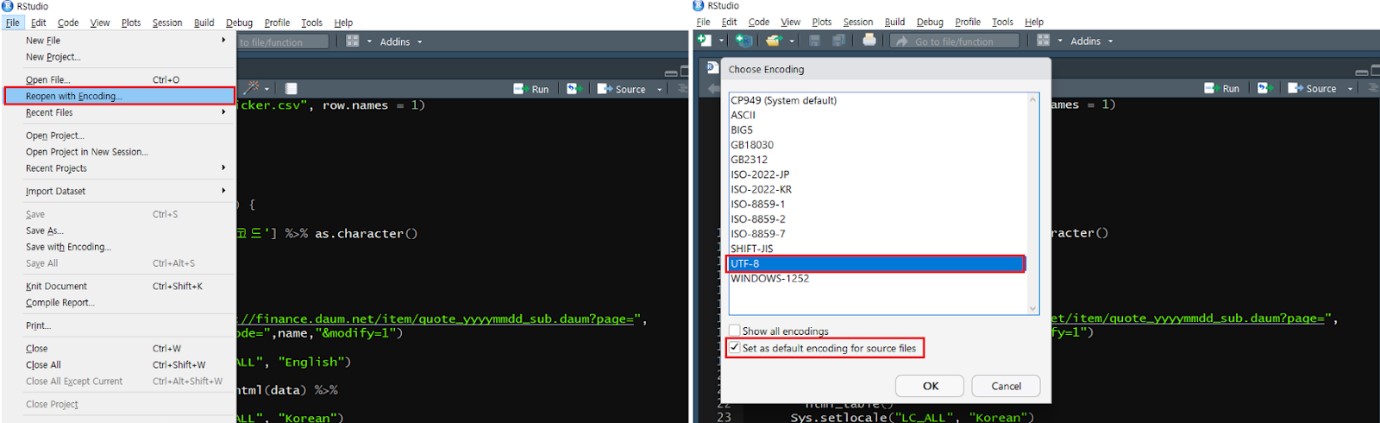 RStudio
File Edit Code View Plots Session Build Debug Profile Tools Help
New File
to file/function
Addins
New Project...
Open File... Ctrl+O
Reopen with Encoding...
Run
Source
Recent Files
icker.csv", row.names = 1)
Open Project...
Open Project in New Session...
Recent Projects
Import Dataset
) {
Save Ctrl+S
Save As...
코드'] %>% as.character()
Save with Encoding...
Save All Ctrl+Alt+S
Knit Document Ctrl+Shift+K
Compile Report...
//finance.daum.net/item/quote_yyyymmdd_sub.daum?page=",
Print...
ode=",name,"&modify=1")
Close Ctrl+W
Close All Ctrl+Shift+W
ALL", "English")
Close All Except Current Ctrl+Alt+Shift+W
html(data) %>%
Close Project
ALL", "Korean")
RStudio
File Edit Code View Plots Session Build Debug Profile Tools Help
Go to file/function
Addins
Choose Encoding
Run
Source
CP949 (System default)
ames = 1)
ASCII
BIG5
GB18030
GB2312
ISO-2022-JP
ISO-2022-KR
ISO-8859-1
ISO-8859-2
ISO-8859-7
racter()
SHIFT-JIS
UTF-8
WINDOWS-1252
et/item/quote_yyyymmdd_sub.daum?page=",
Show all encodings
fy=1")
Set as default encoding for source files
OK Cancel
22 html_table()
23 Sys.setlocale("LC_ALL", "Korean")